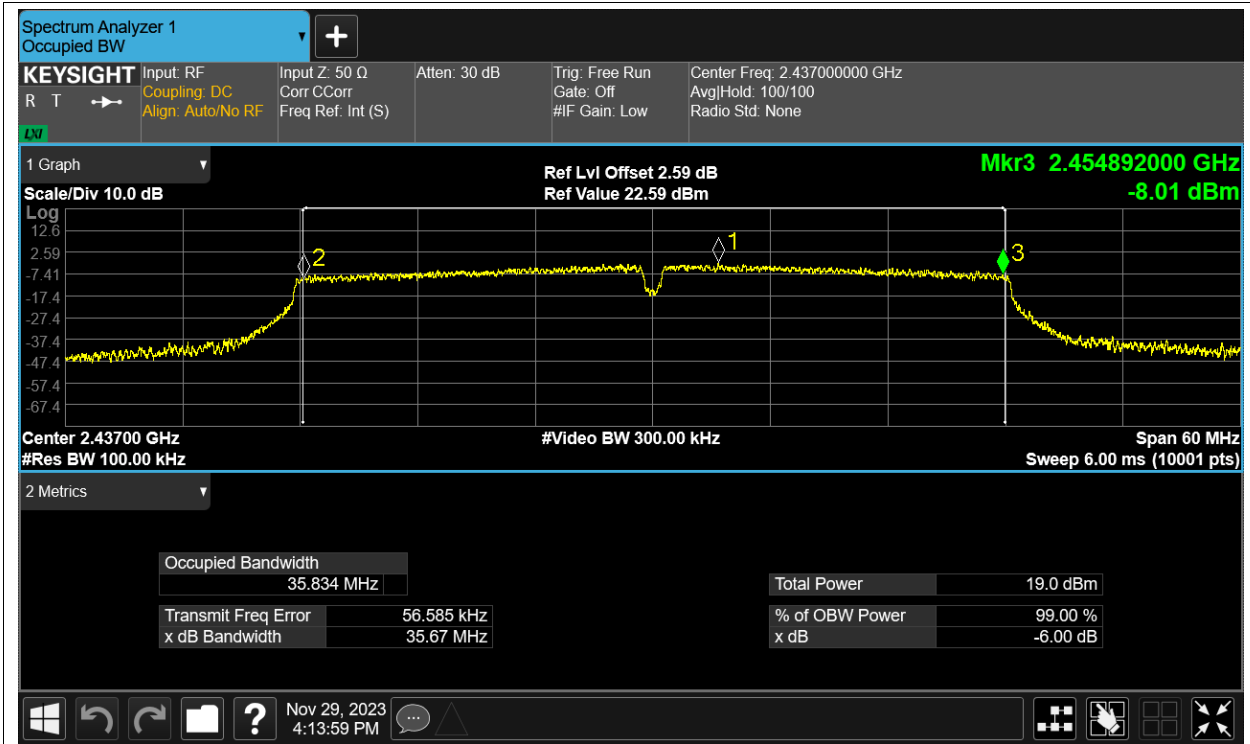 Spectrum Analyzer 1
Occupied BW
KEYSIGHT
R T
LXI
Input: RF
Coupling: DC
Align: Auto/No RF
Input Z: 50 Ω
Corr CCorr
Freq Ref: Int (S)
Atten: 30 dB
Trig: Free Run
Gate: Off
#IF Gain: Low
Center Freq: 2.437000000 GHz
Avg|Hold: 100/100
Radio Std: None
1 Graph
Scale/Div 10.0 dB
Ref Lvl Offset 2.59 dB
Ref Value 22.59 dBm
Mkr3 2.454892000 GHz
-8.01 dBm
Log
12.6
2.59
-7.41
-17.4
-27.4
-37.4
-47.4
-57.4
-67.4
2
1
3
Center 2.43700 GHz
#Res BW 100.00 kHz
#Video BW 300.00 kHz
Span 60 MHz
Sweep 6.00 ms (10001 pts)
2 Metrics
Occupied Bandwidth
35.834 MHz
Transmit Freq Error 56.585 kHz
x dB Bandwidth 35.67 MHz
Total Power 19.0 dBm
% of OBW Power 99.00 %
x dB -6.00 dB
?
Nov 29, 2023
4:13:59 PM